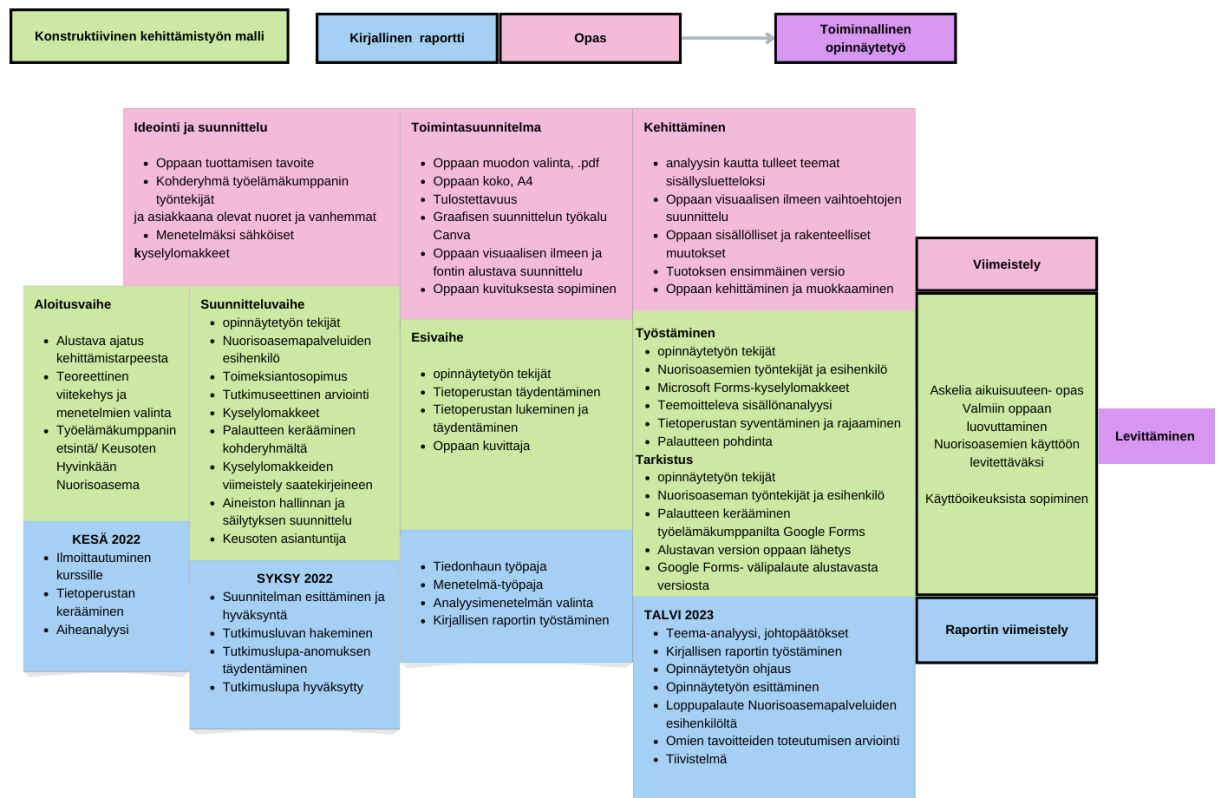 Konstruktiivinen kehittämistyön malli
Kirjallinen raportti
Opas
Toiminnallinen
opinnäytetyö
Ideointi ja suunnittelu
• Oppaan tuottamisen tavoite
• Kohderyhmä työelämäkumppanin
työntekijät
ja asiakkaana olevat nuoret ja vanhemmat
• Menetelmäksi sähköiset
kyselylomakkeet
Toimintasuunnitelma
• Oppaan muodon valinta, .pdf
• Oppaan koko, A4
• Tulostettavuus
• Graafisen suunnittelun työkalu
Canva
• Oppaan visuaalisen ilmeen ja
fontin alustava suunnittelu
• Oppaan kuvituksesta sopiminen
Kehittäminen
• analyysin kautta tulleet teemat
sisällysluetteloksi
• Oppaan visuaalisen ilmeen vaihtoehtojen
suunnittelu
• Oppaan sisällölliset ja rakenteelliset
muutokset
• Tuotoksen ensimmäinen versio
• Oppaan kehittäminen ja muokkaaminen
Viimeistely
Aloitusvaihe
• Alustava ajatus
kehittämistarpeesta
• Teoreettinen
viitekehys ja
menetelmien valinta
• Työelämäkumppanin
etsintä/ Keusoten
Hyvinkään
Nuorisoasema
Suunnitteluvaihe
• opinnäytetyön tekijät
• Nuorisoasemapalveluiden
esihenkilö
• Toimeksiantosopimus
• Tutkimuseettinen arviointi
• Kyselylomakkeet
• Palautteen kerääminen
kohderyhmältä
• Kyselylomakkeiden
viimeistely saatekirjeineen
• Aineiston hallinnan ja
säilytyksen suunnittelu
• Keusoten asiantuntija
Esivaihe
• opinnäytetyön tekijät
• Tietoperustan täydentäminen
• Tietoperustan lukeminen ja
täydentäminen
• Oppaan kuvittaja
Työstäminen
• opinnäytetyön tekijät
• Nuorisoasemien työntekijät ja esihenkilö
• Microsoft Forms-kyselylomakkeet
• Teemoitteleva sisällönanalyysi
• Tietoperustan syventäminen ja rajaaminen
• Palautteen pohdinta
Tarkistus
• opinnäytetyön tekijät
• Nuorisoaseman työntekijät ja esihenkilö
• Palautteen kerääminen
työelämäkumppanilta Google Forms
• Alustavan version oppaan lähetys
• Google Forms- välipalaute alustavasta
versiosta
Askelia aikuisuuteen- opas
Valmiin oppaan
luovuttaminen
Nuorisoasemien käyttöön
levitettäväksi
Käyttöoikeuksista sopiminen
Levittäminen
KESÄ 2022
• Ilmoittautuminen
kurssille
• Tietoperustan
kerääminen
• Aiheanalyysi
SYKSY 2022
• Suunnitelman esittäminen ja
hyväksyntä
• Tutkimusluvan hakeminen
• Tutkimuslupa-anomuksen
täydentäminen
• Tutkimuslupa hyväksytty
• Tiedonhaun työpaja
• Menetelmä-työpaja
• Analyysimenetelmän valinta
• Kirjallisen raportin työstäminen
TALVI 2023
• Teema-analyysi, johtopäätökset
• Kirjallisen raportin työstäminen
• Opinnäytetyön ohjaus
• Opinnäytetyön esittäminen
• Loppupalaute Nuorisoasemapalveluiden
esihenkilöltä
• Omien tavoitteiden toteutumisen arviointi
• Tiivistelmä
Raportin viimeistely